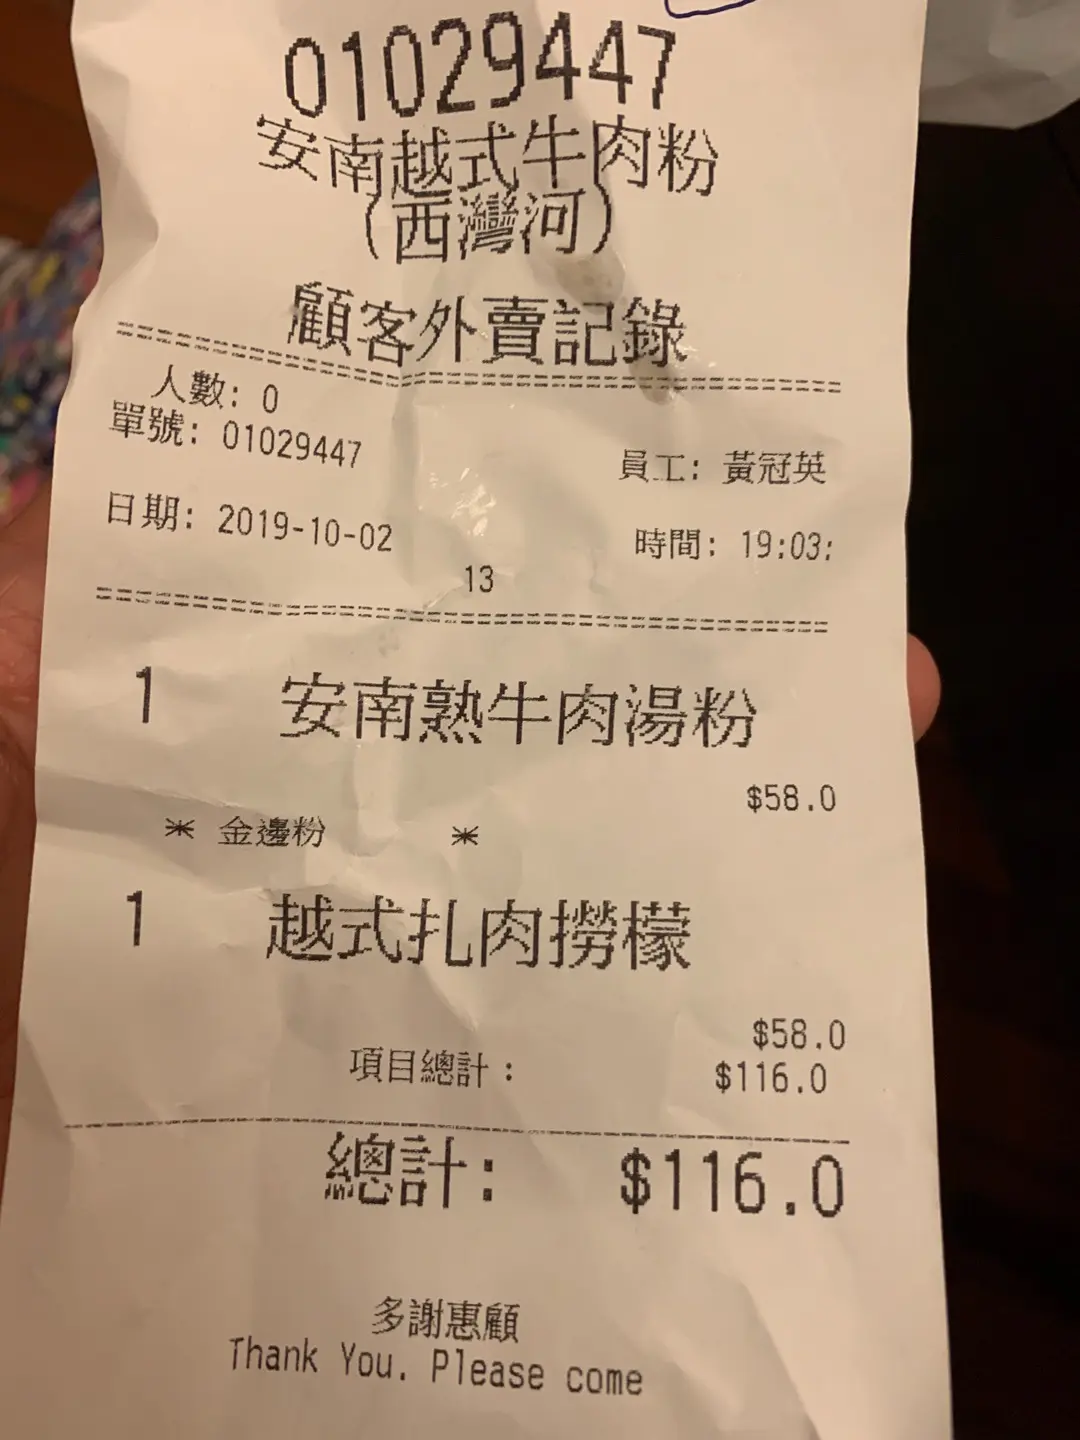 01029447
安南越式牛肉粉
(西灣河)
顧客外賣記錄
人數: 0
單號: 01029447
員工: 黃冠英
日期: 2019-10-02
時間: 19:03:
13
1 安南熟牛肉湯粉
$58.0
* 金邊粉 *
1 越式扎肉撈檬
$58.0
項目總計: $116.0
總計: $116.0
多謝惠顧
Thank You. Please come